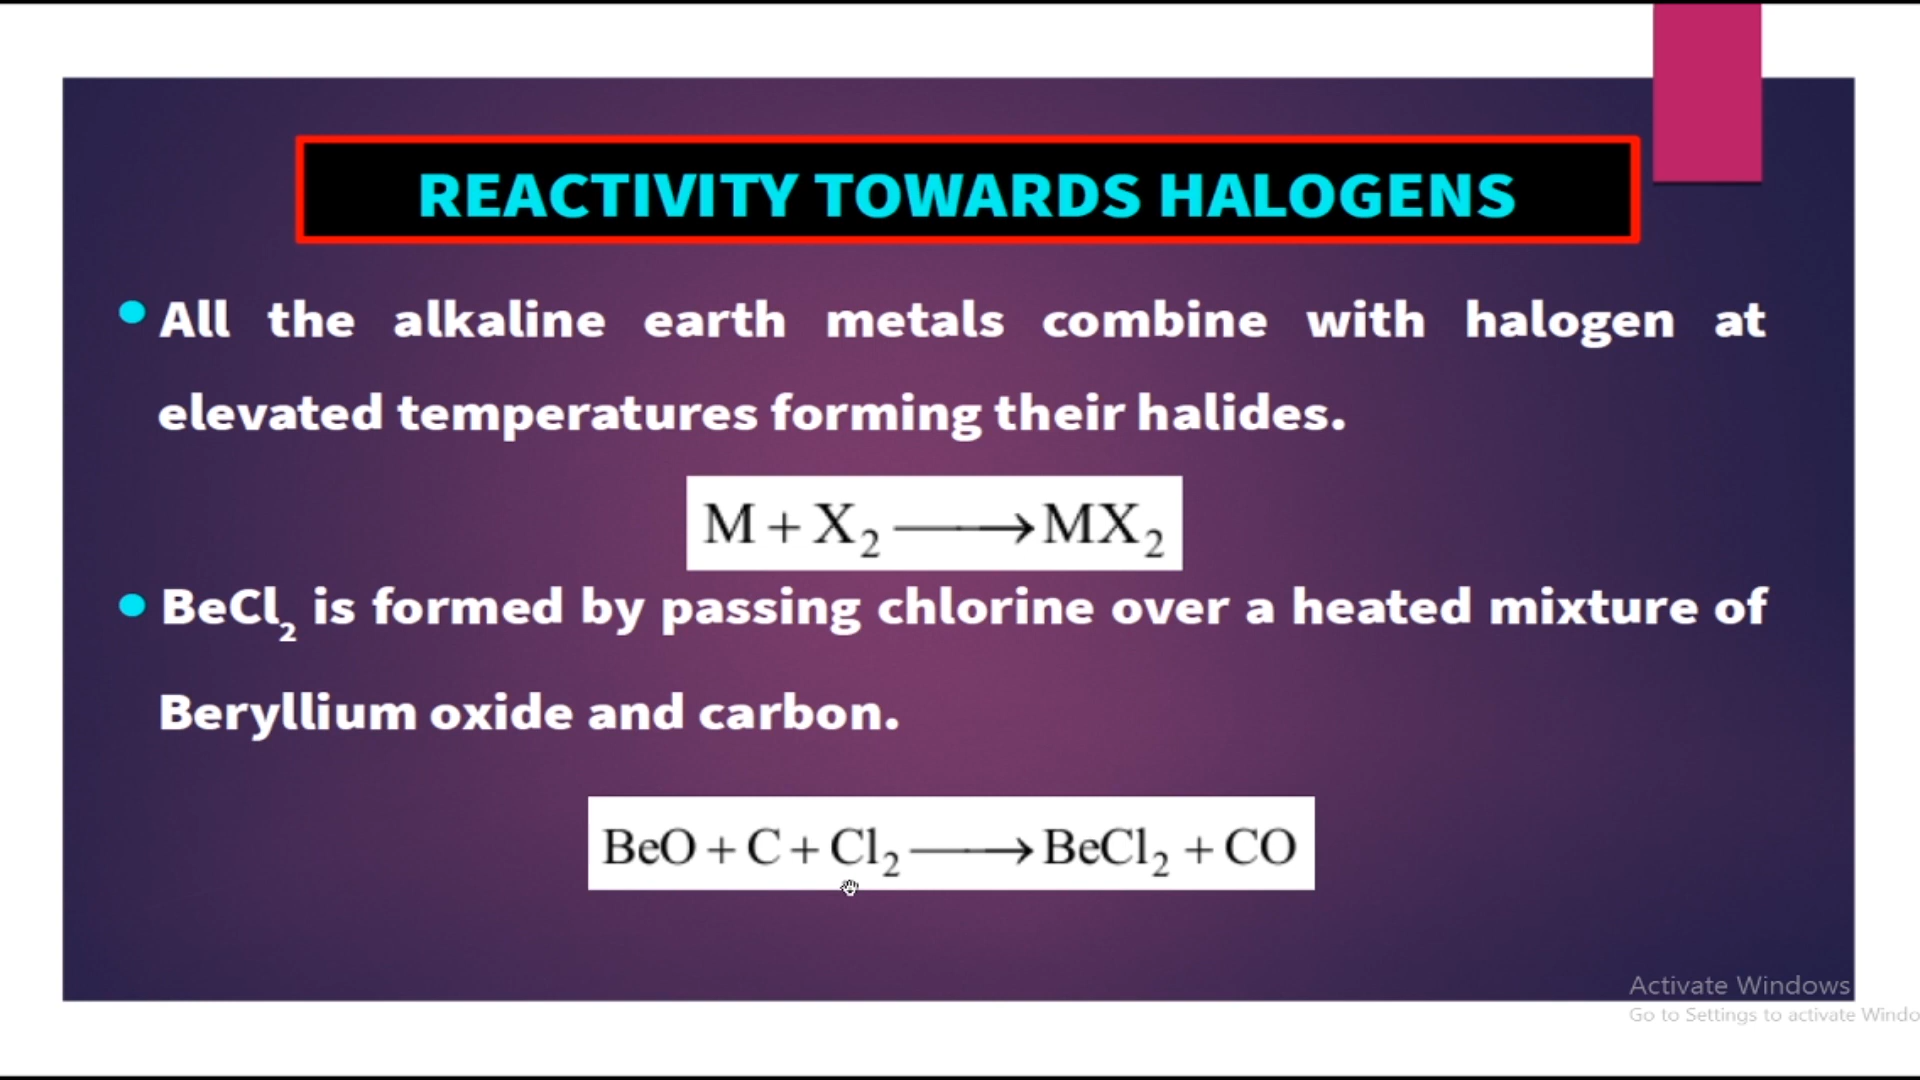 REACTIVITY TOWARDS HALOGENS
All the alkaline earth metals combine with halogen at
elevated temperatures forming their halides.
M + X₂ ⟶ MX₂
BeCl₂ is formed by passing chlorine over a heated mixture of
Beryllium oxide and carbon.
BeO + C + Cl₂ ⟶ BeCl₂ + CO
Activate Windows
Go to Settings to activate Windo